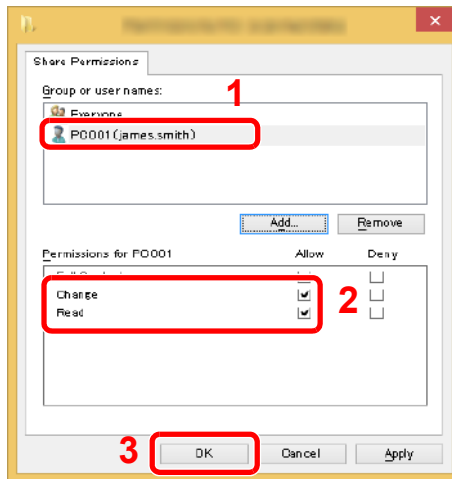 Share Permissions
Group or user names:
1
Everyone
PC001(james.smith)
Add...
Remove
Permissions for PC001
Allow
Deny
Change
2
Read
3
OK
Cancel
Apply